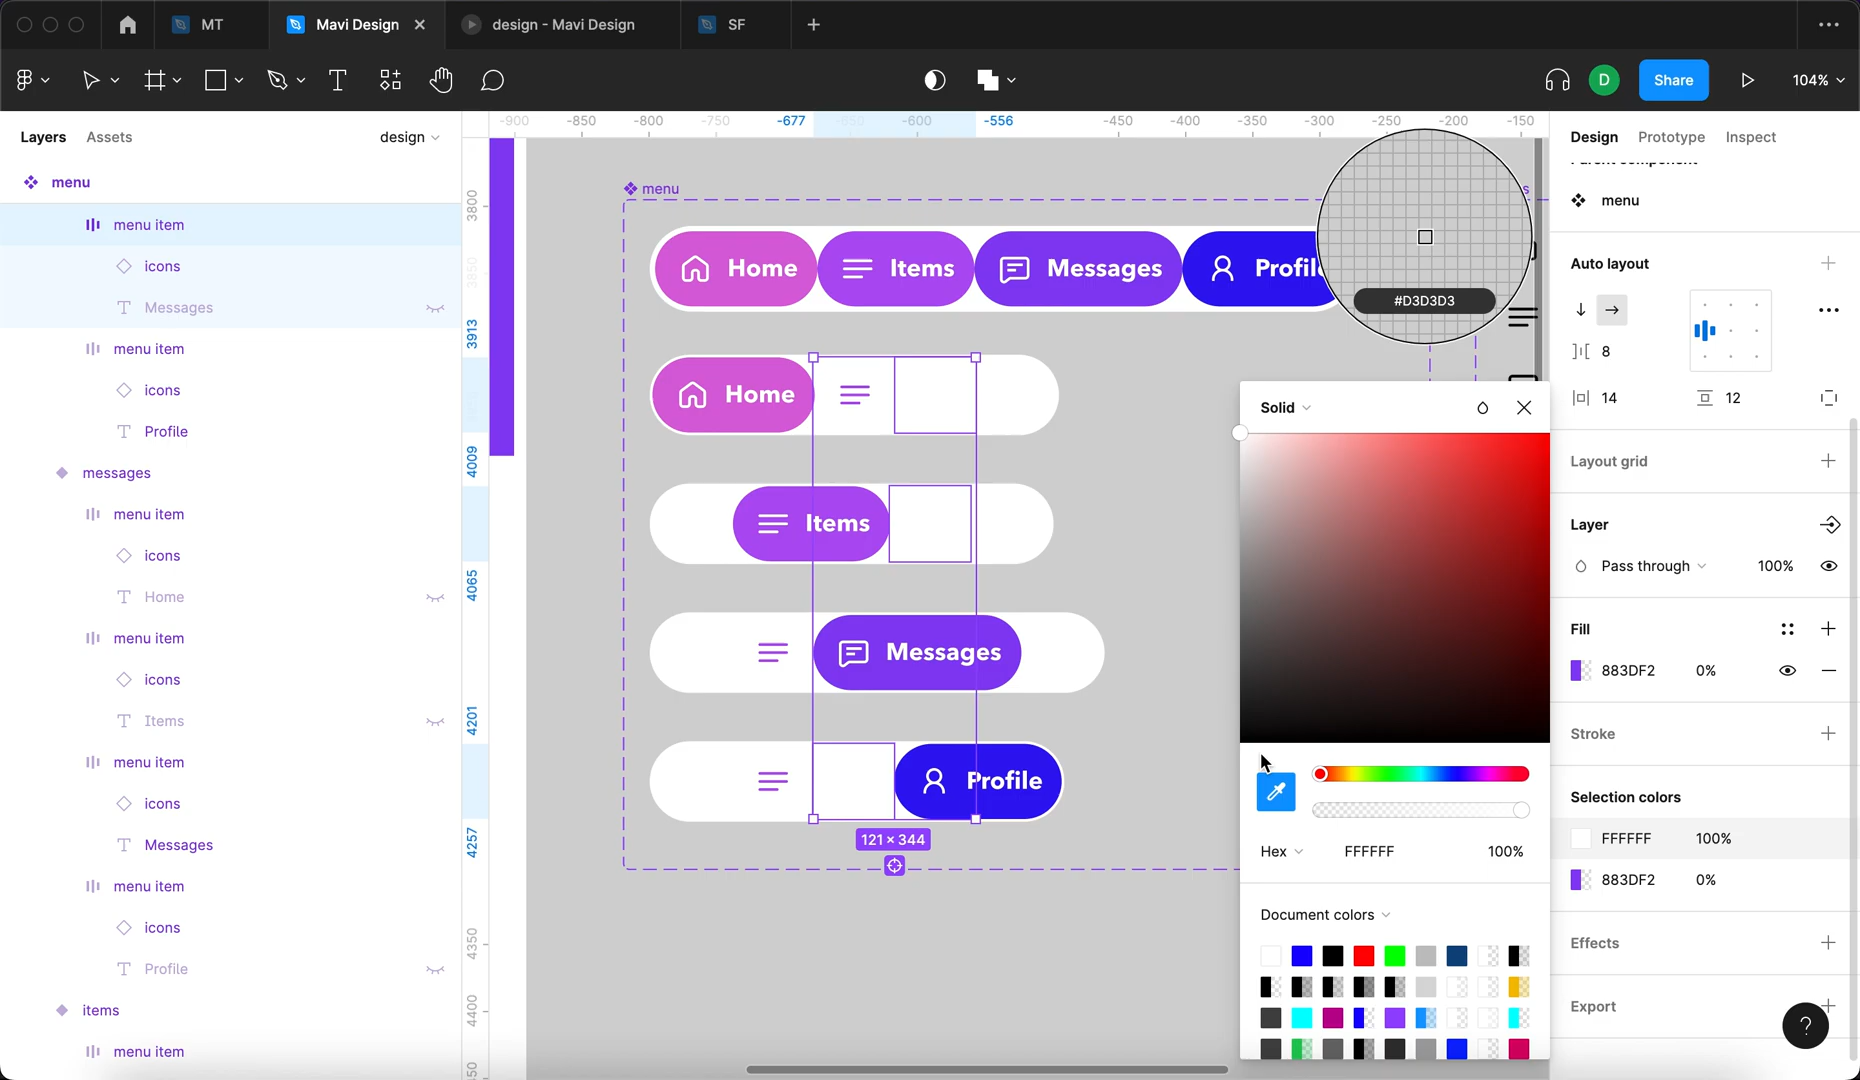 MT
Mavi Design
design - Mavi Design
SF
D
Share
104%
Layers
Assets
design
menu
menu item
icons
Messages
menu item
icons
Profile
messages
menu item
icons
Home
menu item
icons
Items
menu item
icons
Messages
menu item
icons
Profile
items
menu item
-900
-850
-800
-750
-677
-650
-600
-556
-450
-400
-350
-300
-250
-200
-150
3800
3850
3913
4009
4065
4201
4257
4350
4400
menu
Home
Items
Messages
Profile
#D3D3D3
Home
Items
Messages
Profile
121 × 344
Solid
Hex
FFFFFF
100%
Document colors
Design
Prototype
Inspect
Parent component
menu
Auto layout
8
14
12
Layout grid
Layer
Pass through
100%
Fill
883DF2
0%
Stroke
Selection colors
FFFFFF
100%
883DF2
0%
Effects
Export
?